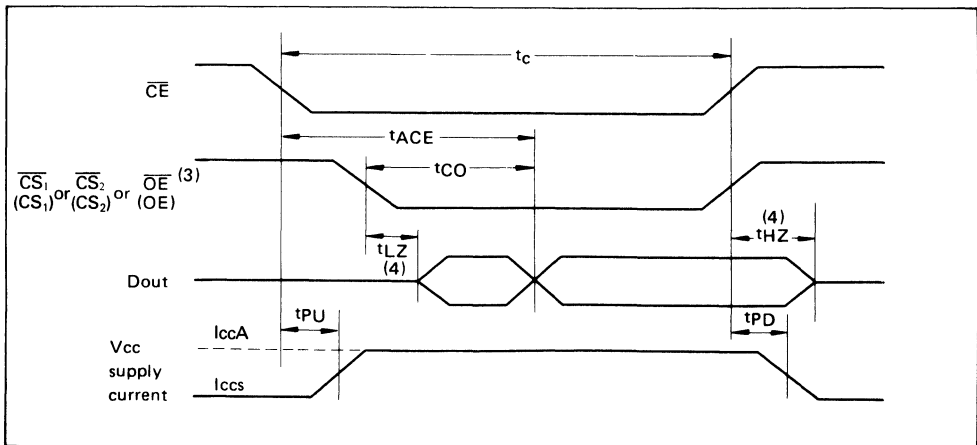 tC
CE
tACE
tCO
CS1 or CS2 or OE (3)
(CS1) (CS2) (OE)
tLZ
(4)
(4)
tHZ
Dout
tPU
tPD
IccA
Vcc
supply
current
Iccs